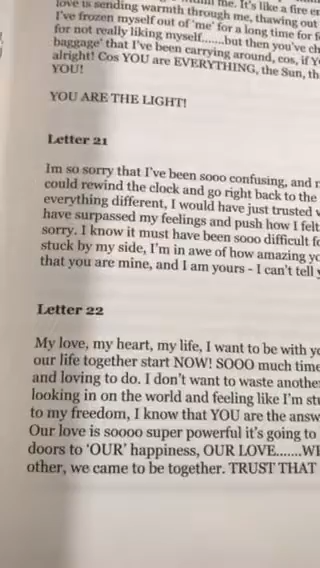 love is sending warmth through me, thawing out
I've frozen myself out of 'me' for a long time for
for not really liking myself.......but then you've
baggage' that I've been carrying around, cos, if
alright! Cos YOU are EVERYTHING, the Sun,
YOU!
YOU ARE THE LIGHT!
Letter 21
Im so sorry that I've been sooo confusing, and
could rewind the clock and go right back to the
everything different, I would have just trusted
have surpassed my feelings and push how I felt
sorry. I know it must have been sooo difficult
stuck by my side, I'm in awe of how amazing
that you are mine, and I am yours - I can't tell
Letter 22
My love, my heart, my life, I want to be with
our life together start NOW! SOOO much time
and loving to do. I don't want to waste
looking in on the world and feeling like I'm
to my freedom, I know that YOU are the
Our love is soooo super powerful it's going to
doors to 'OUR' happiness, OUR LOVE.......
other, we came to be together. TRUST THAT